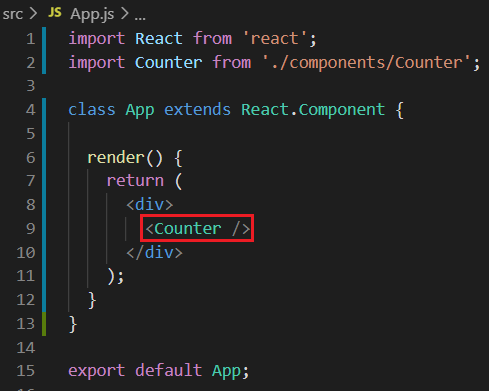 src > JS App.js > ...
1 import React from 'react';
2 import Counter from './components/Counter';
3
4 class App extends React.Component {
5
6   render() {
7     return (
8       <div>
9         <Counter />
10       </div>
11     );
12   }
13 }
14
15 export default App;